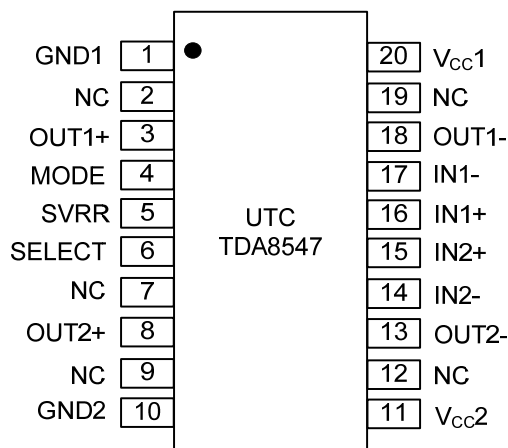 GND1 1 20 VCC1
NC 2 19 NC
OUT1+ 3 18 OUT1-
MODE 4 17 IN1-
SVRR 5 16 IN1+
UTC
TDA8547
SELECT 6 15 IN2+
NC 7 14 IN2-
OUT2+ 8 13 OUT2-
NC 9 12 NC
GND2 10 11 VCC2